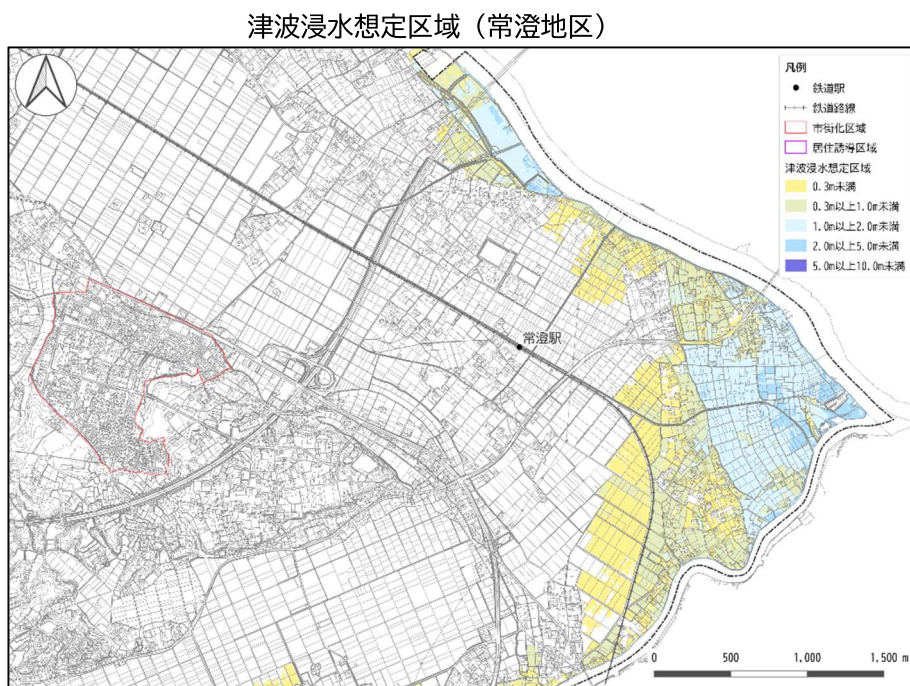 津波浸水想定区域（常澄地区）
凡例
鉄道駅
鉄道路線
市街化区域
居住誘導区域
津波浸水想定区域
0.3m未満
0.3m以上1.0m未満
1.0m以上2.0m未満
2.0m以上5.0m未満
5.0m以上10.0m未満
常澄駅
0 500 1,000 1,500 m